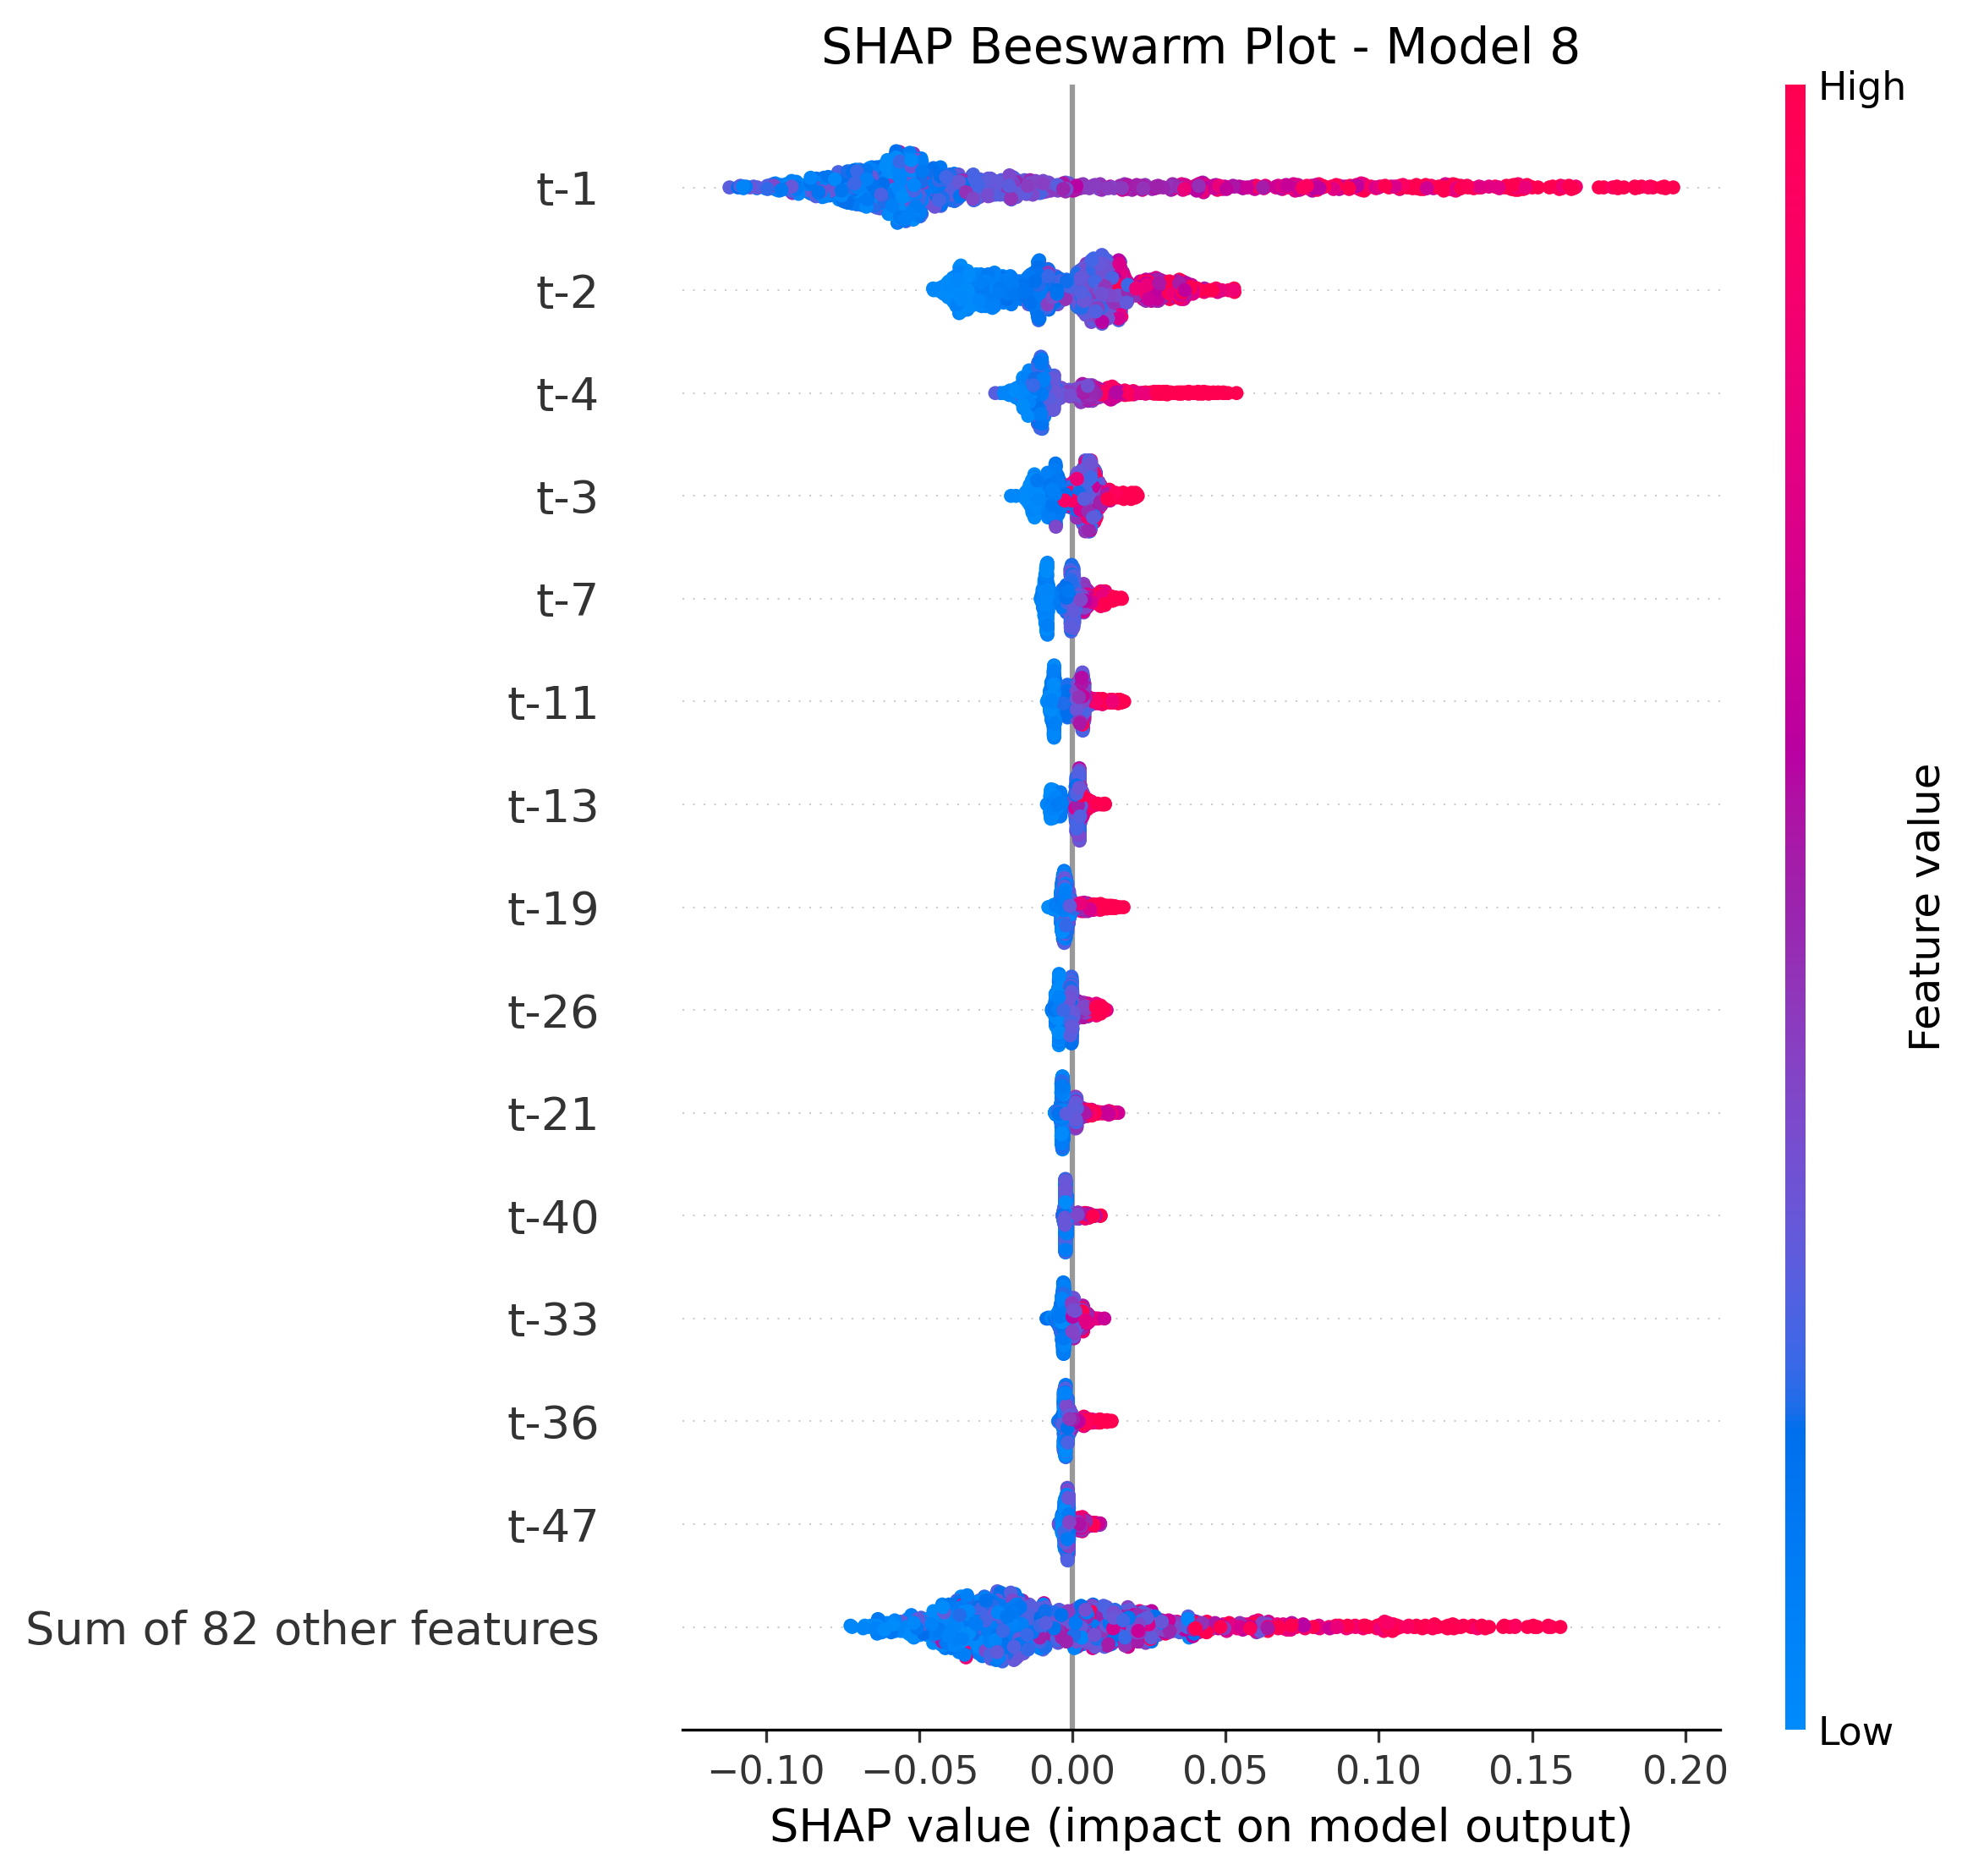 SHAP Beeswarm Plot - Model 8
High
t-1
t-2
t-4
t-3
t-7
t-11
t-13
t-19
t-26
t-21
t-40
t-33
t-36
t-47
Sum of 82 other features
Feature value
Low
−0.10 −0.05 0.00 0.05 0.10 0.15 0.20
SHAP value (impact on model output)